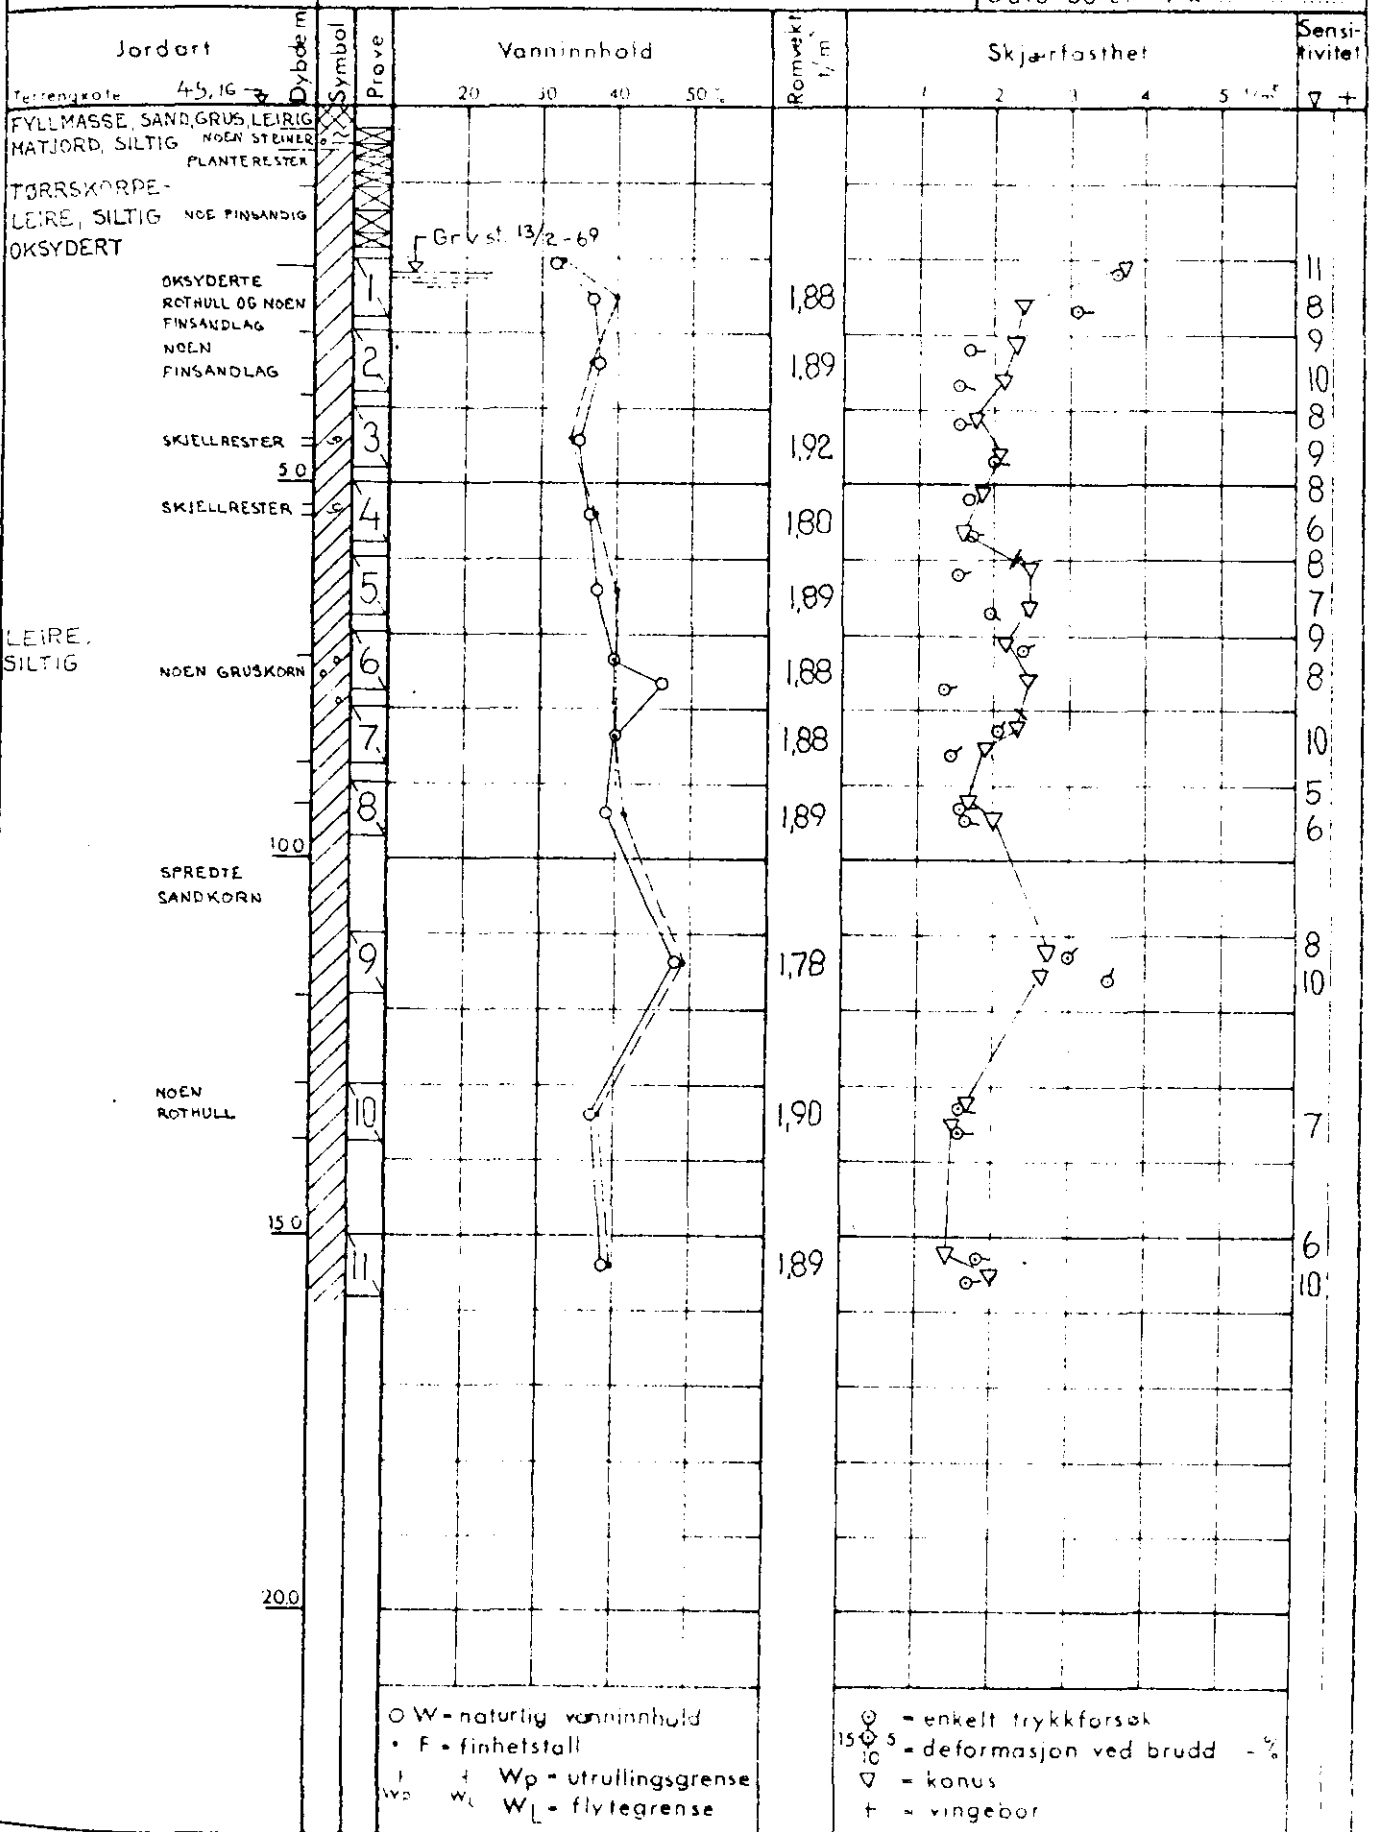 Jordart
Dybde m
Symbol
Prøve
Vanninnhold
Romvekt t/m³
Skjærfasthet
Sensi-
tivitet
Terrengkote 45,16
20 30 40 50 %
1 2 3 4 5 t/m²
▽ +
FYLLMASSE, SAND, GRUS, LEIRIG
MATJORD, SILTIG NOEN STEINER
PLANTERESTER
TØRRSKORPE-
LEIRE, SILTIG NOE FINSANDIG
OKSYDERT
Gr.v.st. 13/2-69
OKSYDERTE
ROTHULL OG NOEN
FINSANDLAG
NOEN
FINSANDLAG
SKJELLRESTER
5.0
SKJELLRESTER
LEIRE,
SILTIG
NOEN GRUSKORN
10.0
SPREDTE
SANDKORN
NOEN
ROTHULL
15.0
20.0
1
2
3
4
5
6
7
8
9
10
11
1,88
1,89
1,92
1,80
1,89
1,88
1,88
1,89
1,78
1,90
1,89
11
8
9
10
8
9
8
6
8
7
9
8
10
5
6
8
10
7
6
10
O W = naturlig vanninnhold
• F = finhetstall
Wp WL Wp = utrullingsgrense
WL = flytegrense
= enkelt trykkforsøk
15 5 10 = deformasjon ved brudd - %
▽ = konus
+ = vingebor